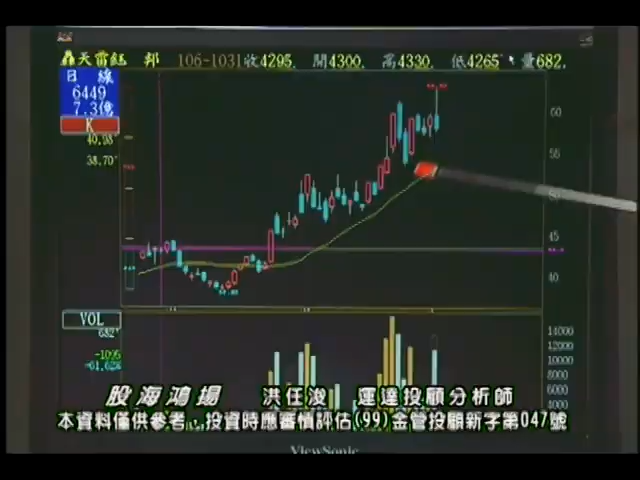 鑫天雷鈺 邦 106-1031收4295. 開4300. 高4330. 低4265 量682.
日線
6449
7.3億
K
40.98'
38.70'
60
55
50
45
40
VOL
682'
-1095
-61.62%
14000
12000
10000
8000
6000
4000
股海鴻揚 洪任浚 運達投顧分析師
本資料僅供參考，投資時應審慎評估(99)金管投顧新字第047號
ViewSonic